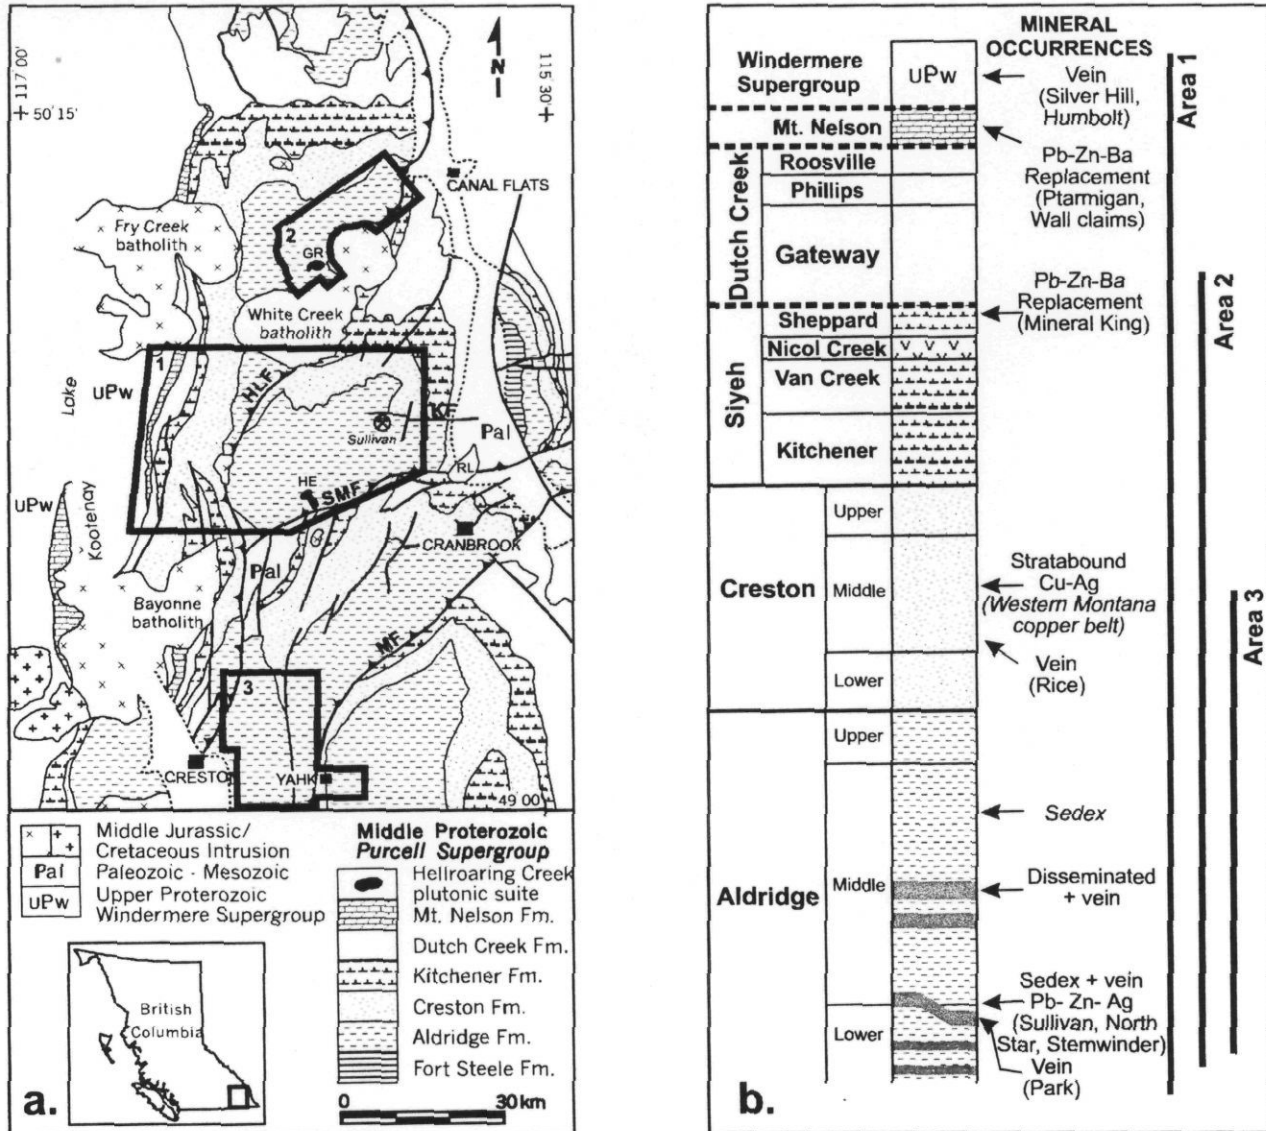 117 00'
50 15'
N
115 30'
CANAL FLATS
Fry Creek
batholith
2
GR
White Creek
batholith
1
Lake
uPw
HLF
KF
Sullivan
Pal
RL
HE
SMF
uPw
Kootenay
CRANBROOK
Pal
Bayonne
batholith
MF
3
CRESTO
YAHK
49 00'
Middle Jurassic/
Cretaceous Intrusion
Pal
Paleozoic - Mesozoic
uPw
Upper Proterozoic
Windermere Supergroup
Middle Proterozoic
Purcell Supergroup
Hellroaring Creek
plutonic suite
Mt. Nelson Fm.
Dutch Creek Fm.
Kitchener Fm.
Creston Fm.
Aldridge Fm.
Fort Steele Fm.
British
Columbia
0 30km
a.
MINERAL
OCCURRENCES
Windermere
Supergroup
uPw
Vein
(Silver Hill,
Humbolt)
Mt. Nelson
Pb-Zn-Ba
Replacement
(Ptarmigan,
Wall claims)
Dutch Creek
Roosville
Phillips
Gateway
Pb-Zn-Ba
Replacement
(Mineral King)
Siyeh
Sheppard
Nicol Creek
Van Creek
Kitchener
Creston
Upper
Middle
Lower
Stratabound
Cu-Ag
(Western Montana
copper belt)
Vein
(Rice)
Aldridge
Upper
Middle
Lower
Sedex
Disseminated
+ vein
Sedex + vein
Pb- Zn- Ag
(Sullivan, North
Star, Stemwinder)
Vein
(Park)
Area 1
Area 2
Area 3
b.